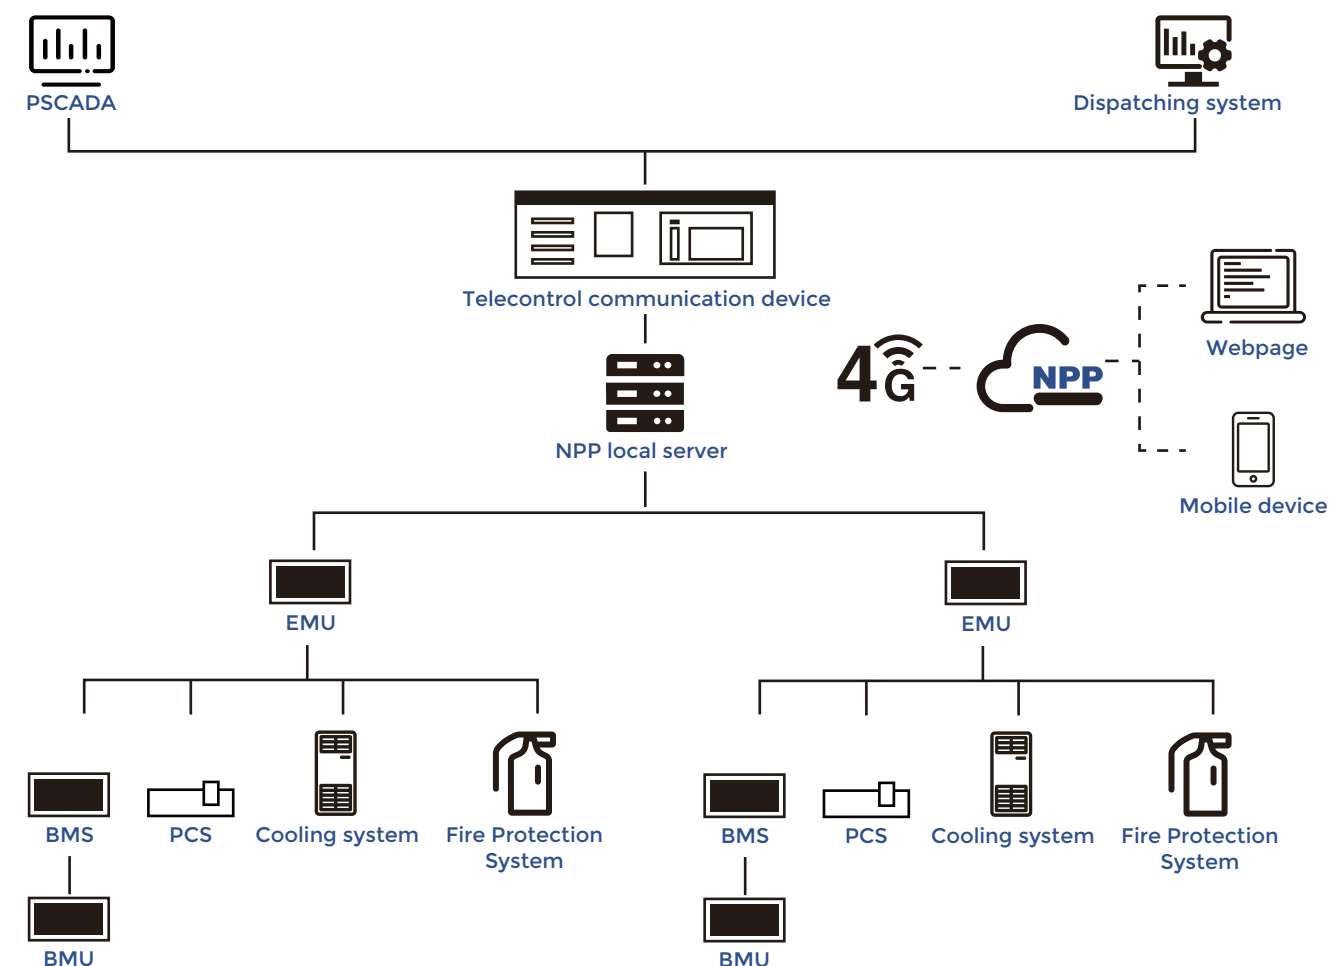 PSCADA
Dispatching system
Telecontrol communication device
4G
NPP
Webpage
NPP local server
Mobile device
EMU
EMU
BMS
PCS
Cooling system
Fire Protection
System
BMS
PCS
Cooling system
Fire Protection
System
BMU
BMU